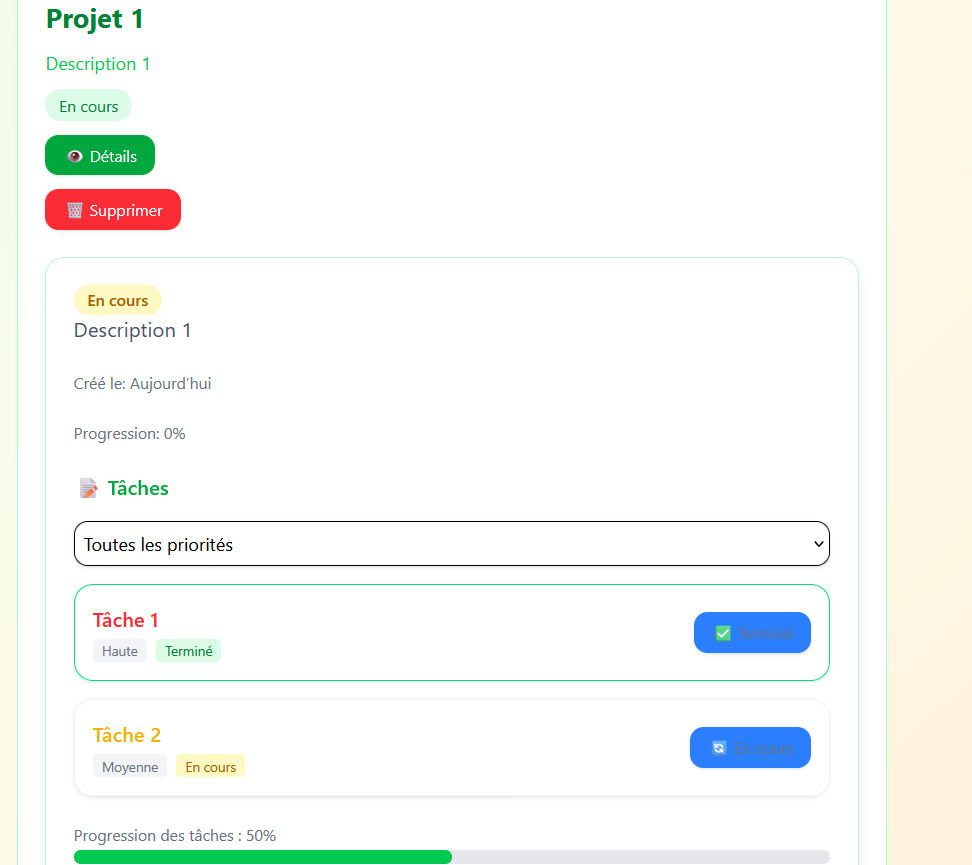 Projet 1
Description 1
En cours
Détails
Supprimer
En cours
Description 1
Créé le: Aujourd'hui
Progression: 0%
Tâches
Toutes les priorités
Tâche 1
Haute
Terminé
Terminé
Tâche 2
Moyenne
En cours
En cours
Progression des tâches : 50%